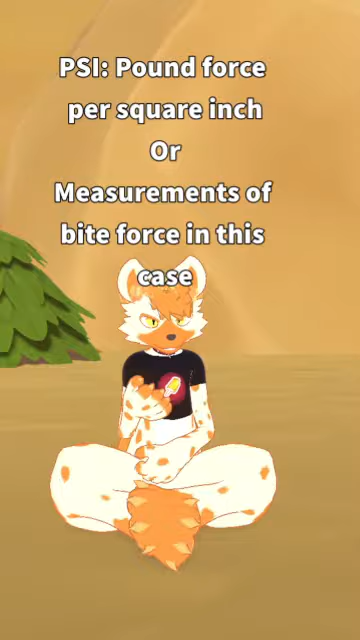 PSI: Pound force
per square inch
Or
Measurements of
bite force in this
case